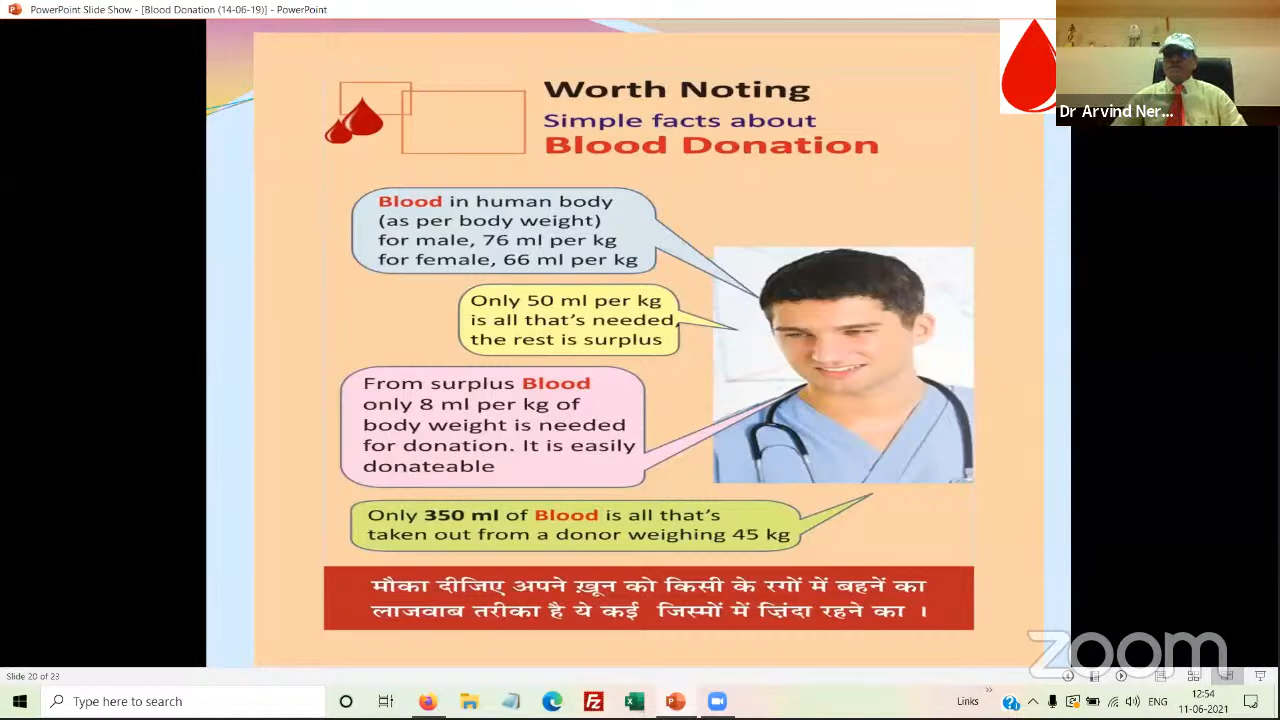 PowerPoint Slide Show - [Blood Donation (14-06-19)] - PowerPoint
Dr Arvind Ner...
Worth Noting
Simple facts about
Blood Donation
Blood in human body
(as per body weight)
for male, 76 ml per kg
for female, 66 ml per kg
Only 50 ml per kg
is all that's needed,
the rest is surplus
From surplus Blood
only 8 ml per kg of
body weight is needed
for donation. It is easily
donateable
Only 350 ml of Blood is all that's
taken out from a donor weighing 45 kg
मौका दीजिए अपने ख़ून को किसी के रगों में बहनें का
लाजवाब तरीका है ये कई जिस्मों में ज़िंदा रहने का ।
zoom
Slide 20 of 23
Type here to search
Links
ENG
12:54
11-06-2021